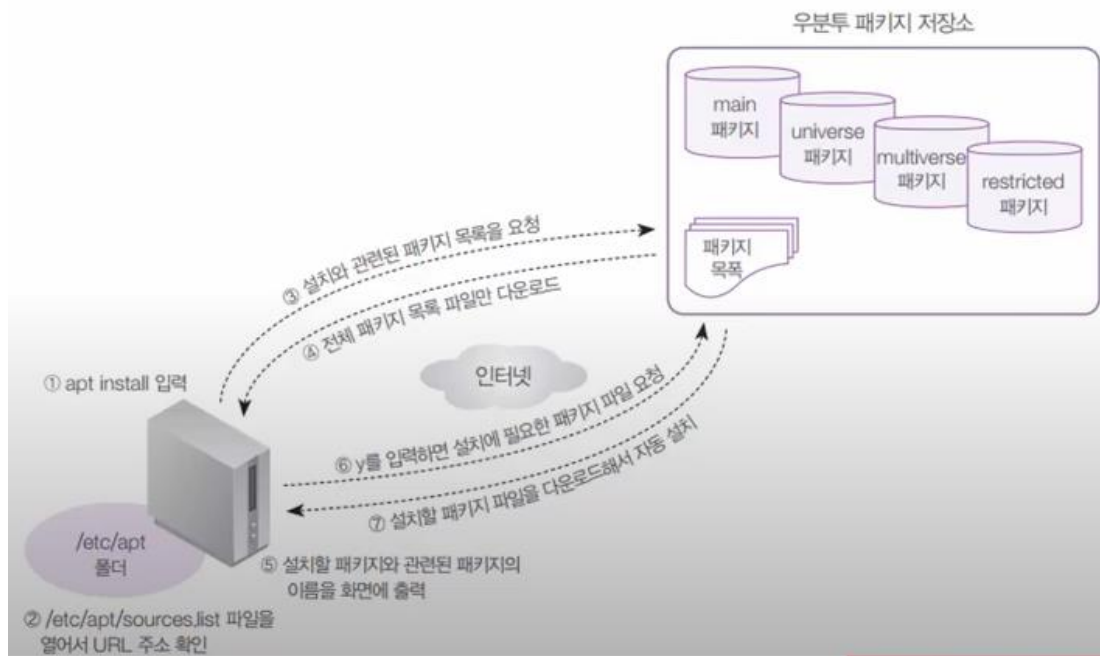 우분투 패키지 저장소
main
패키지
universe
패키지
multiverse
패키지
restricted
패키지
패키지
목폭
③ 설치와 관련된 패키지 목록을 요청
④ 전체 패키지 목록 파일만 다운로드
인터넷
① apt install 입력
⑥ y를 입력하면 설치에 필요한 패키지 파일 요청
⑦ 설치할 패키지 파일을 다운로드해서 자동 설치
/etc/apt
폴더
⑤ 설치할 패키지와 관련된 패키지의
이름을 화면에 출력
② /etc/apt/sources.list 파일을
열어서 URL 주소 확인